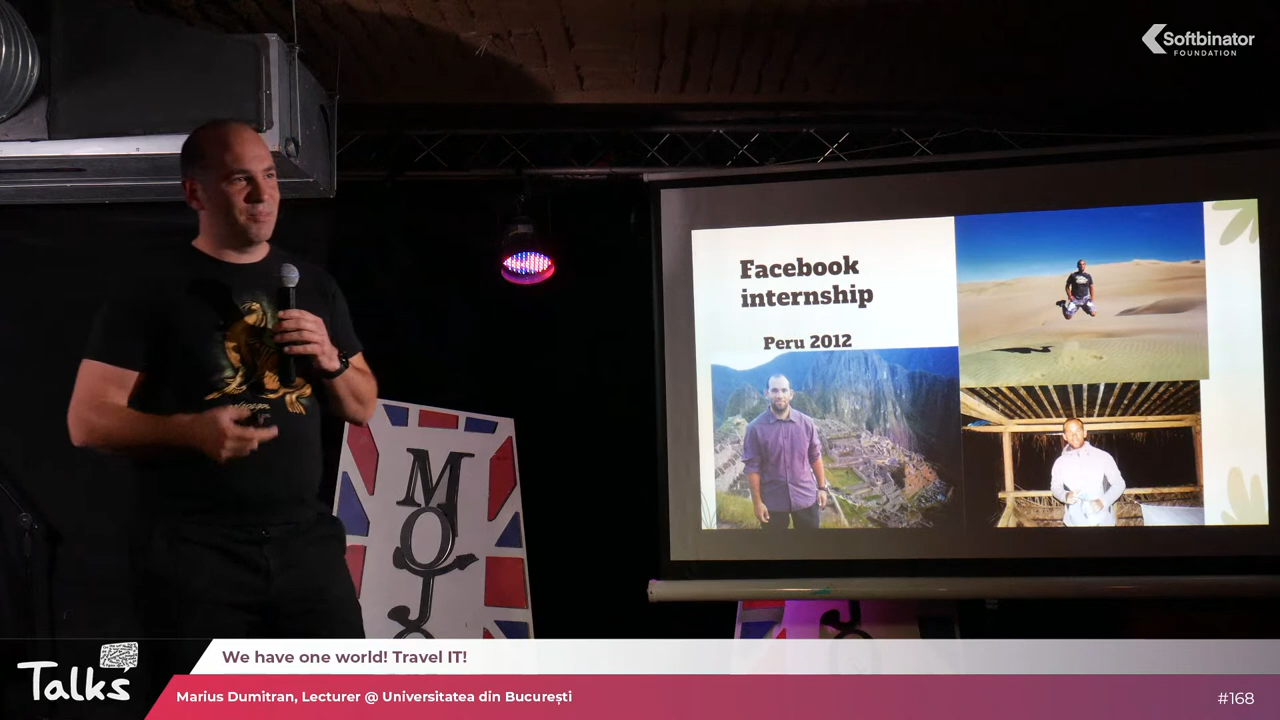 Softbinator
FOUNDATION
Facebook
internship
Peru 2012
MOJO
Talks
We have one world! Travel IT!
Marius Dumitran, Lecturer @ Universitatea din București
#168